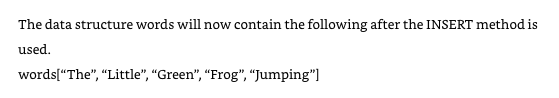 The data structure words will now contain the following after the INSERT method is
used.
words[“The”, “Little”, “Green”, “Frog”, “Jumping”]